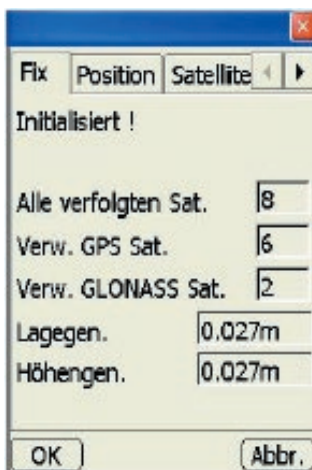 Fix Position Satellite
Initialisiert !
Alle verfolgten Sat. 8
Verw. GPS Sat. 6
Verw. GLONASS Sat. 2
Lagegen. 0.027m
Höhengen. 0.027m
OK Abbr.